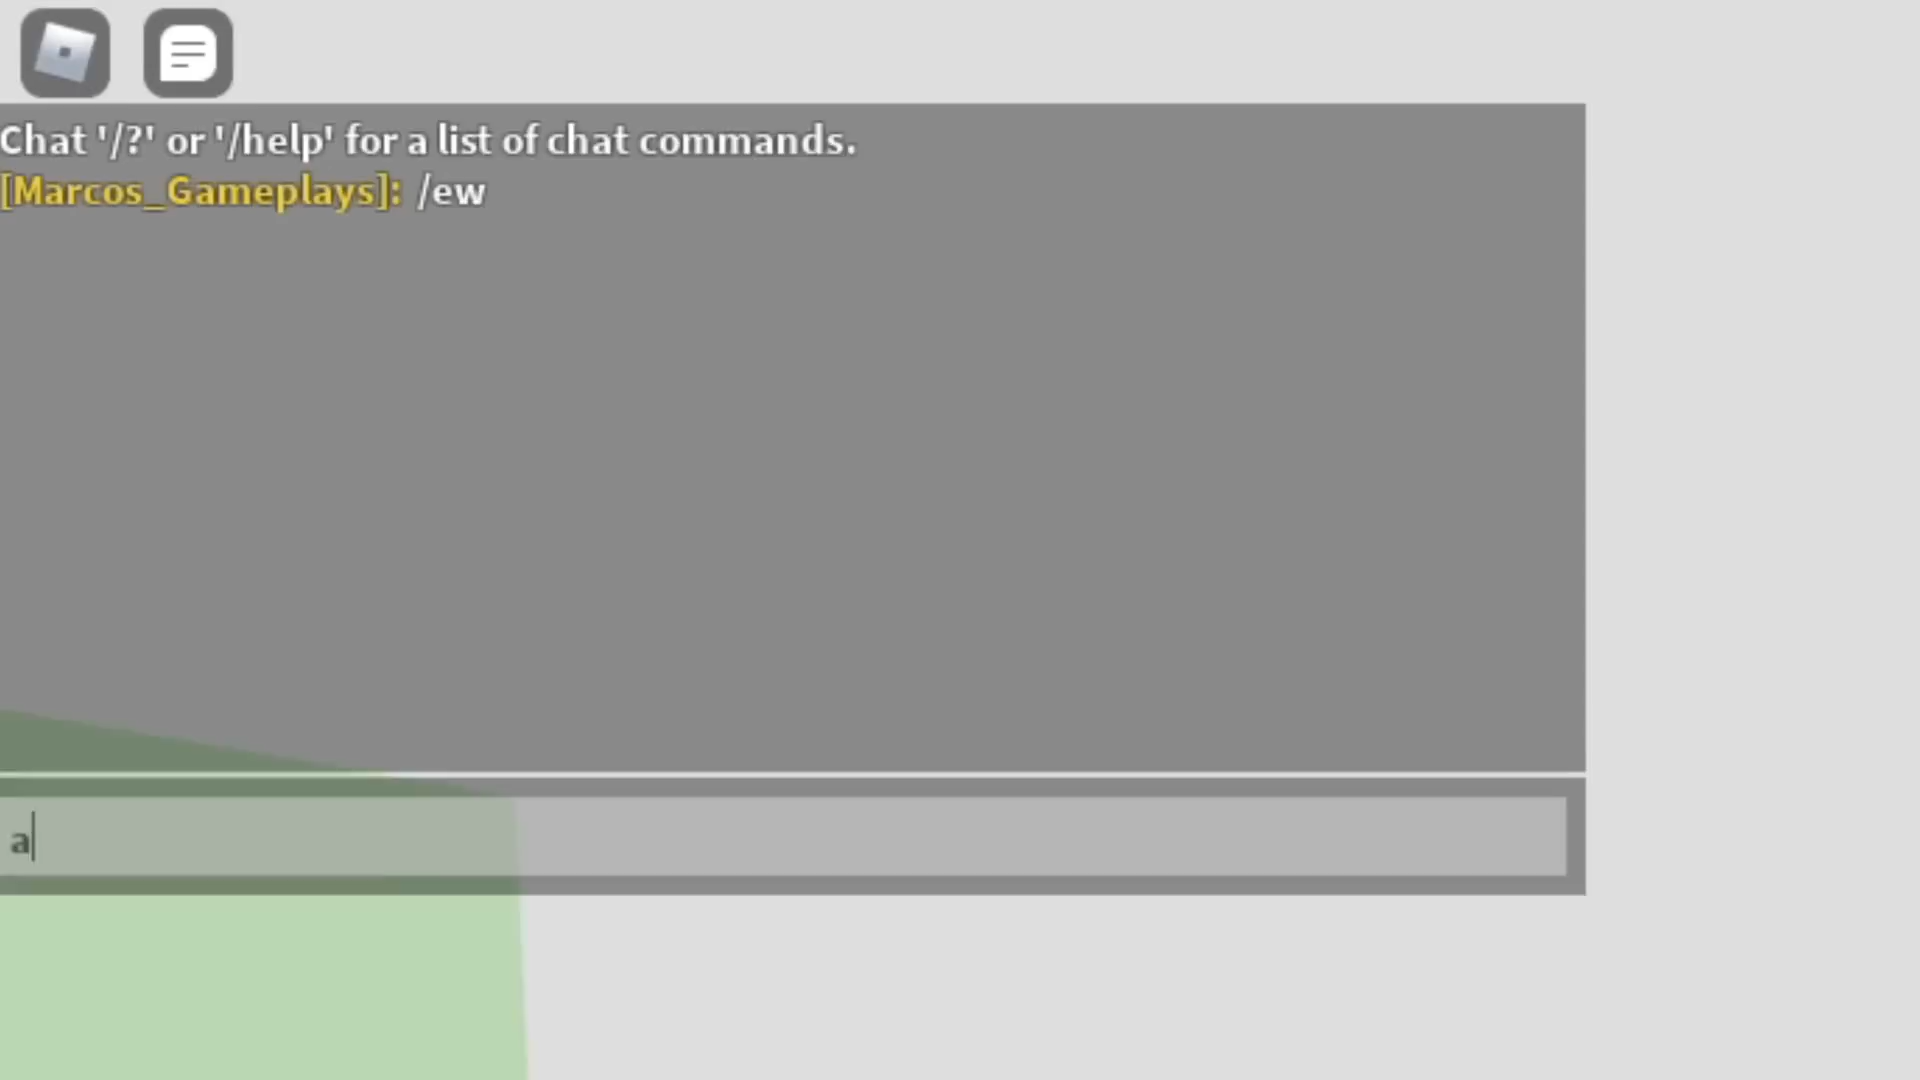 Chat '/?' or '/help' for a list of chat commands.
[Marcos_Gameplays]: /ew
a